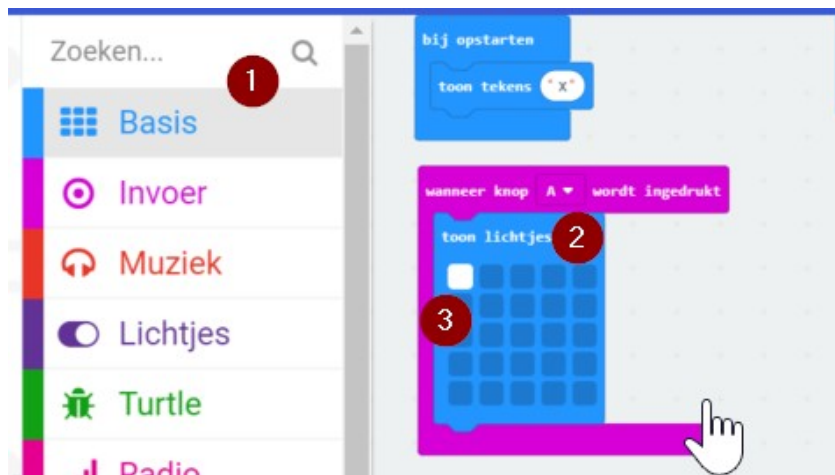 Zoeken...
1
Basis
Invoer
Muziek
Lichtjes
Turtle
Radio
bij opstarten
toon tekens "x"
wanneer knop A wordt ingedrukt
toon lichtjes 2
3